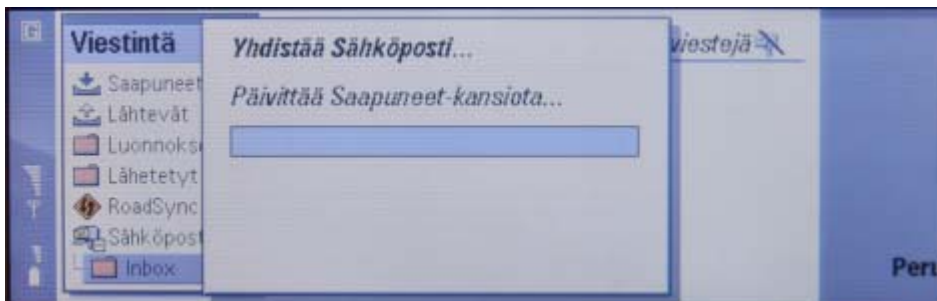 Viestintä
Saapuneet
Lähtevät
Luonnoks
Lähetetyt
RoadSync
Sähköpost
Inbox
Yhdistää Sähköposti...
Päivittää Saapuneet-kansiota...
viestejä
Peru